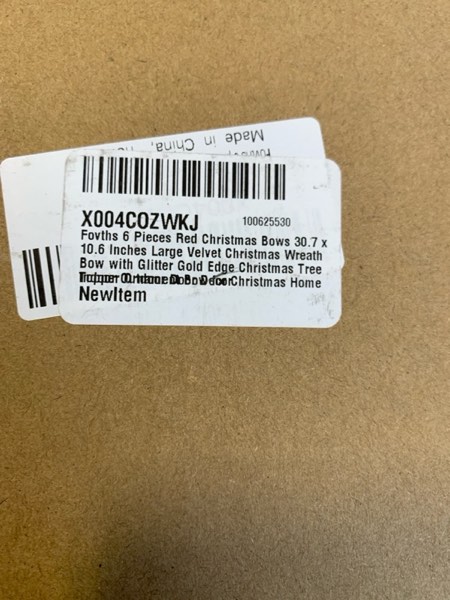 Made in China,
X004COZWKJ 100625530
Fovths 6 Pieces Red Christmas Bows 30.7 x
10.6 Inches Large Velvet Christmas Wreath
Bow with Glitter Gold Edge Christmas Tree
Christmas Home
NewItem